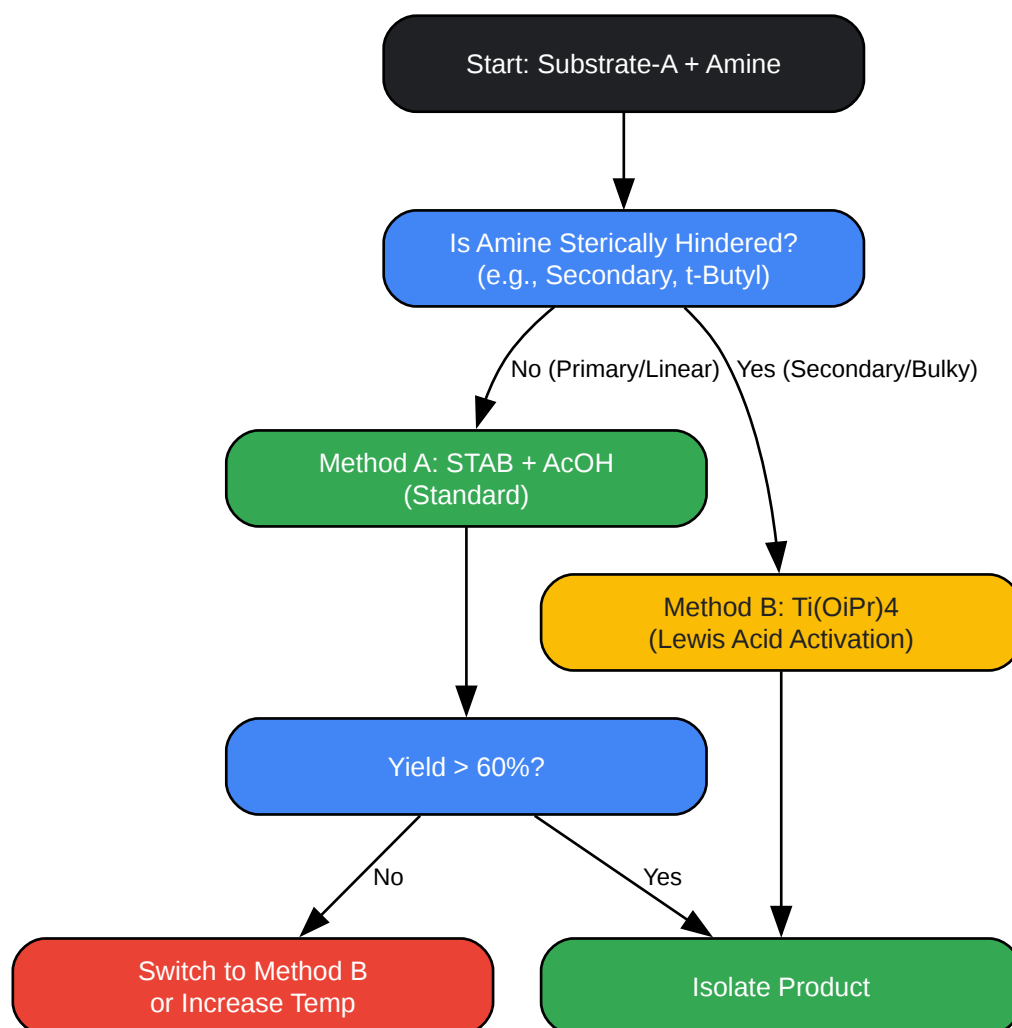 Start: Substrate-A + Amine
Is Amine Sterically Hindered?
(e.g., Secondary, t-Butyl)
No (Primary/Linear)
Yes (Secondary/Bulky)
Method A: STAB + AcOH
(Standard)
Method B: Ti(OiPr)4
(Lewis Acid Activation)
Yield > 60%?
No
Yes
Switch to Method B
or Increase Temp
Isolate Product